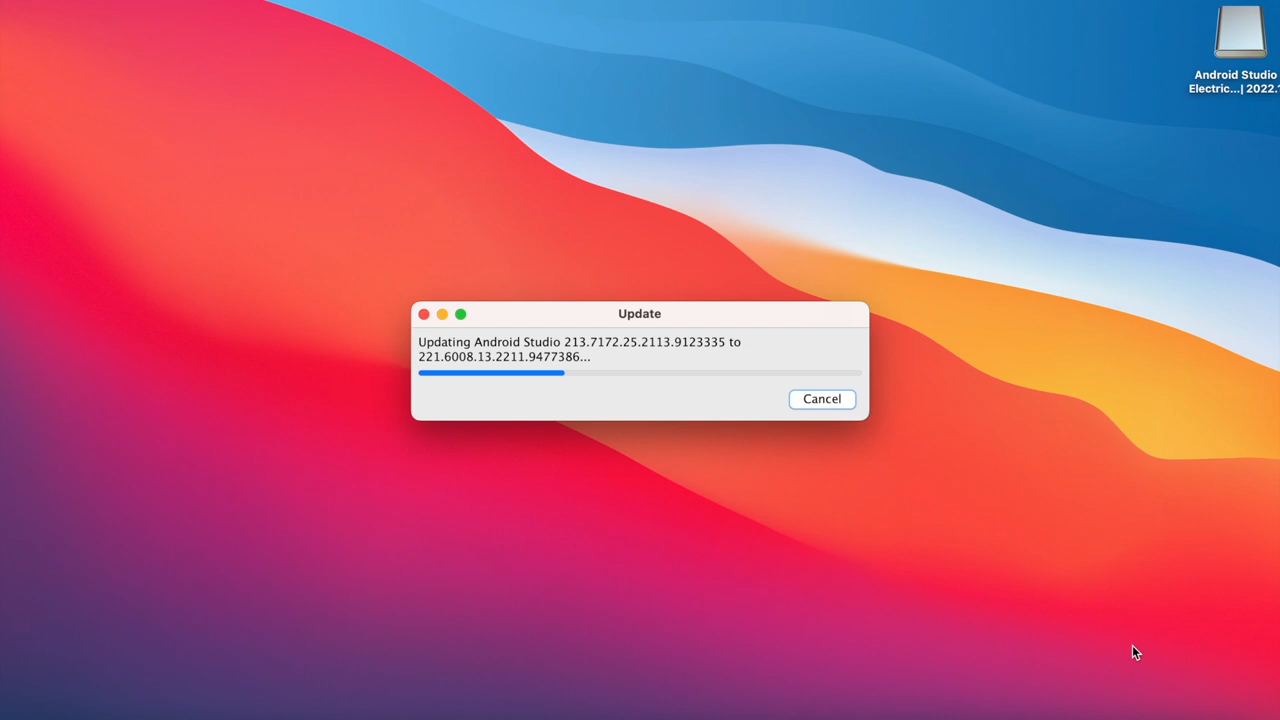 Android Studio
Electric...| 2022.1
Update
Updating Android Studio 213.7172.25.2113.9123335 to
221.6008.13.2211.9477386...
Cancel